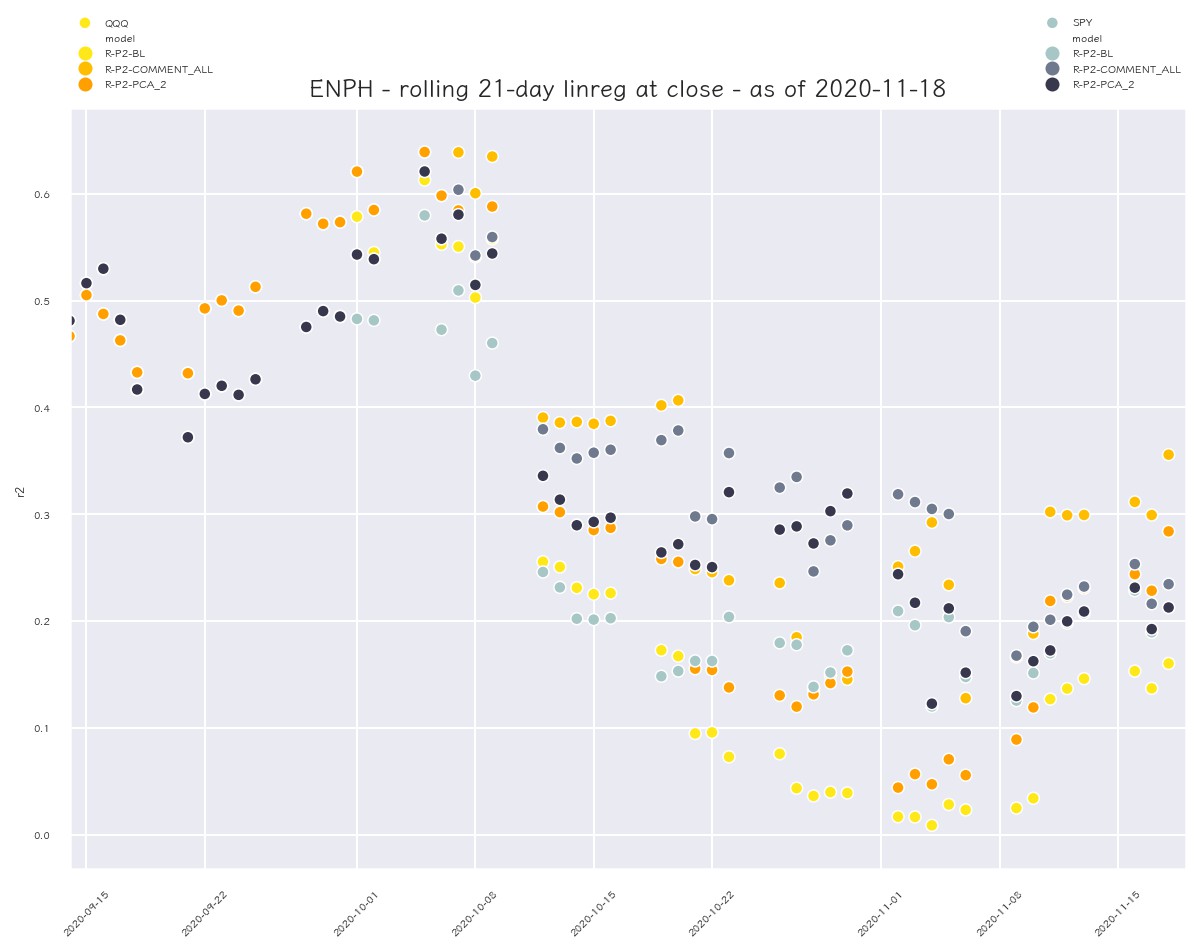 QQQ
model
R-P2-BL
R-P2-COMMENT_ALL
R-P2-PCA_2
SPY
model
R-P2-BL
R-P2-COMMENT_ALL
R-P2-PCA_2
ENPH - rolling 21-day linreg at close - as of 2020-11-18
r2
0.6
0.5
0.4
0.3
0.2
0.1
0.0
2020-09-15
2020-09-22
2020-10-01
2020-10-08
2020-10-15
2020-10-22
2020-11-01
2020-11-08
2020-11-15